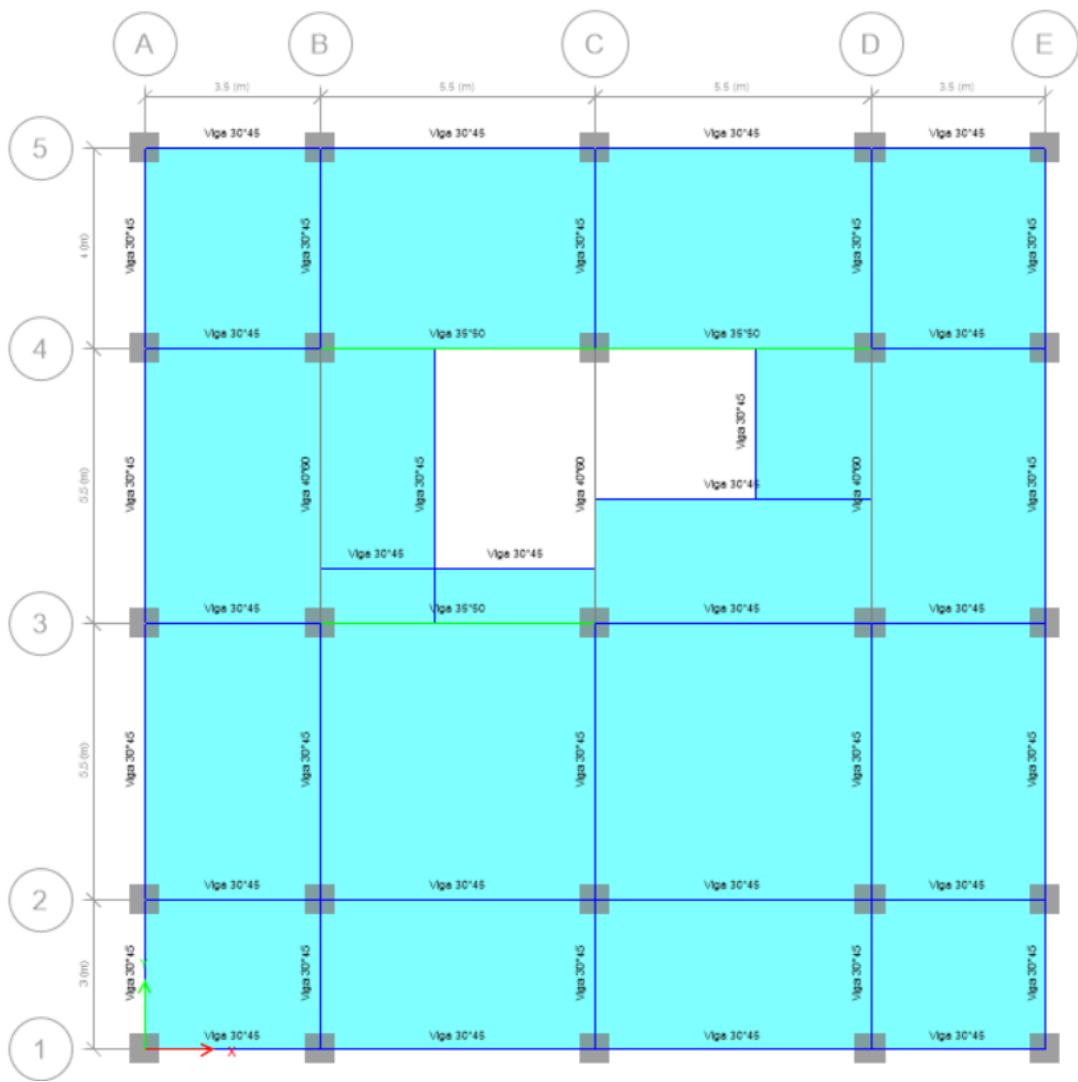 A B C D E
3.5 (m) 5.5 (m) 5.5 (m) 3.5 (m)
5
Viga 30*45 Viga 30*45 Viga 30*45 Viga 30*45
4 (m)
Viga 30*45 Viga 30*45 Viga 30*45 Viga 30*45 Viga 30*45
4
Viga 30*45 Viga 35*50 Viga 35*50 Viga 30*45
Viga 30*45
5.5 (m)
Viga 30*45 Viga 40*60 Viga 30*45 Viga 40*60 Viga 40*60 Viga 30*45
Viga 30*45
Viga 30*45 Viga 30*45
3
Viga 30*45 Viga 35*50 Viga 30*45 Viga 30*45
5.5 (m)
Viga 30*45 Viga 30*45 Viga 30*45 Viga 30*45 Viga 30*45
2
Viga 30*45 Viga 30*45 Viga 30*45 Viga 30*45
3 (m)
Viga 30*45 Viga 30*45 Viga 30*45 Viga 30*45 Viga 30*45
Y
1
Viga 30*45 Viga 30*45 Viga 30*45 Viga 30*45
X